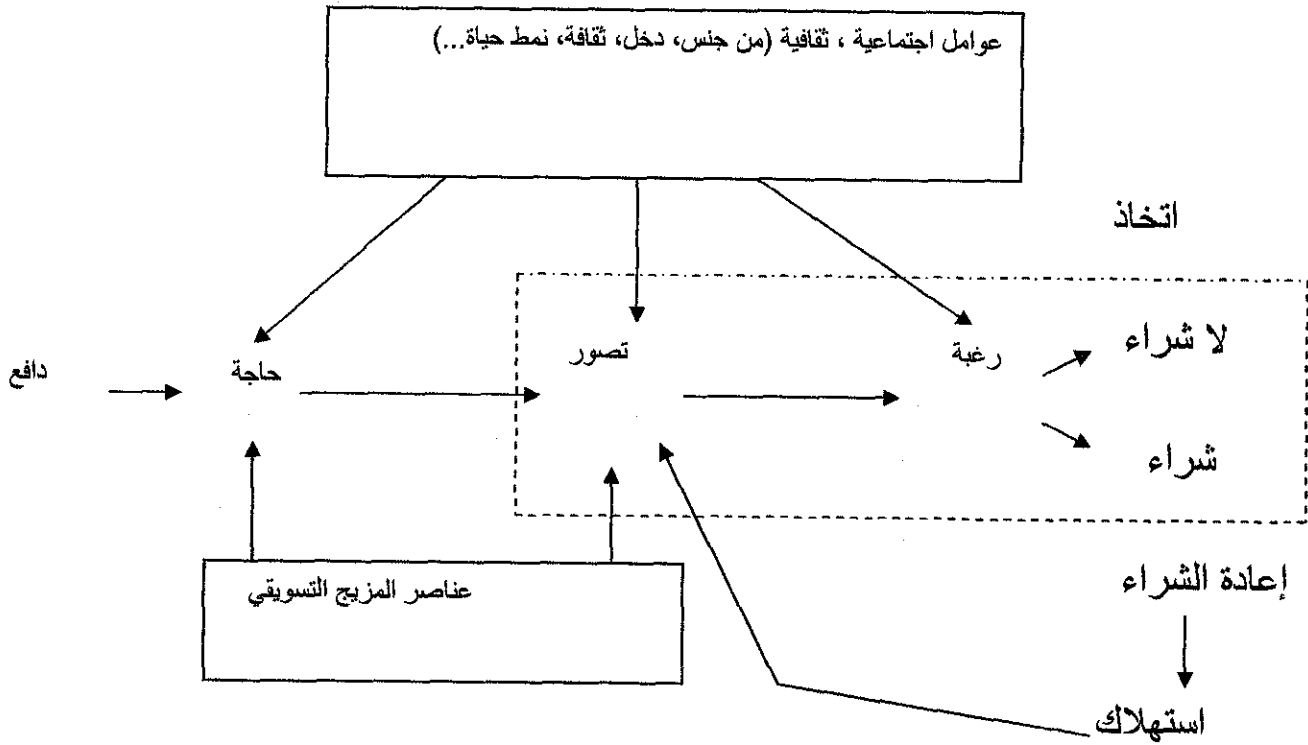 عوامل اجتماعية ، ثقافية (من جنس، دخل، ثقافة، نمط حياة...)
اتخاذ
لا شراء
رغبة
تصور
حاجة
دافع
شراء
عناصر المزيج التسويقي
إعادة الشراء
استهلاك